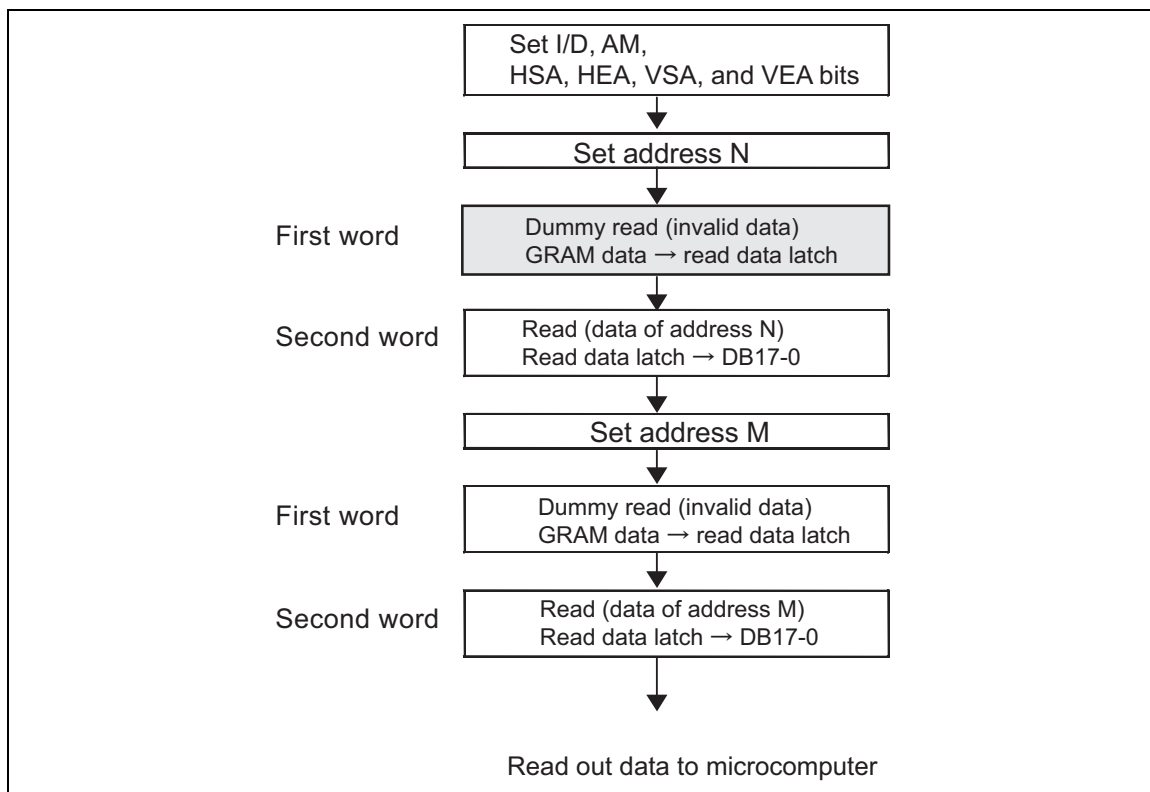 Set I/D, AM,
HSA, HEA, VSA, and VEA bits
Set address N
First word
Dummy read (invalid data)
GRAM data → read data latch
Second word
Read (data of address N)
Read data latch → DB17-0
Set address M
First word
Dummy read (invalid data)
GRAM data → read data latch
Second word
Read (data of address M)
Read data latch → DB17-0
Read out data to microcomputer